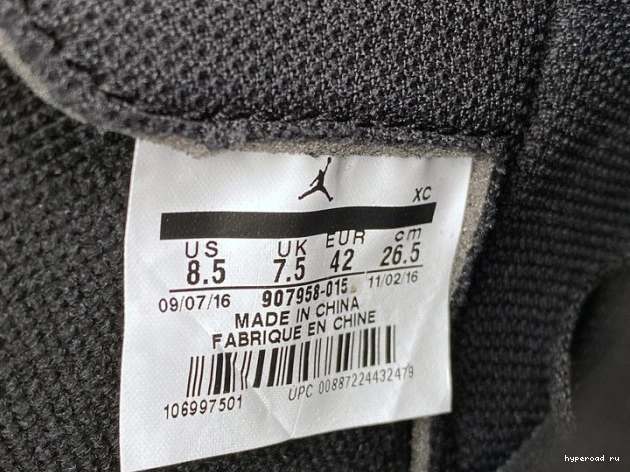 XC
US UK EUR cm
8.5 7.5 42 26.5
09/07/16 907958-015 11/02/16
MADE IN CHINA
FABRIQUE EN CHINE
106997501 UPC 00887224432479
hyperoad ru